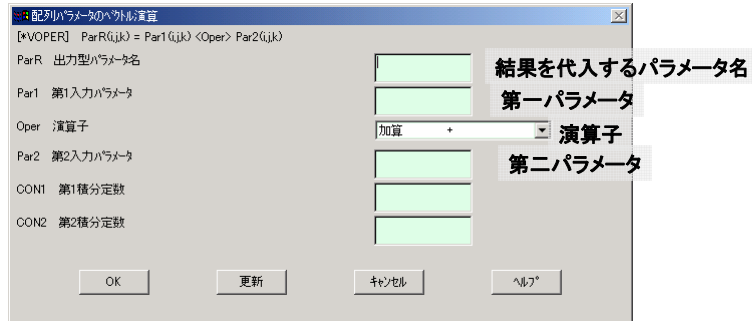 配列ﾊﾟﾗﾒｰﾀのﾍﾞｸﾄﾙ演算
[*VOPER] ParR(i,j,k) = Par1(i,j,k) <Oper> Par2(i,j,k)
ParR 出力型ﾊﾟﾗﾒｰﾀ名
結果を代入するパラメータ名
Par1 第1入力ﾊﾟﾗﾒｰﾀ
第一パラメータ
Oper 演算子
加算 +
演算子
Par2 第2入力ﾊﾟﾗﾒｰﾀ
第二パラメータ
CON1 第1積分定数
CON2 第2積分定数
OK 更新 ｷｬﾝｾﾙ ﾍﾙﾌﾟ